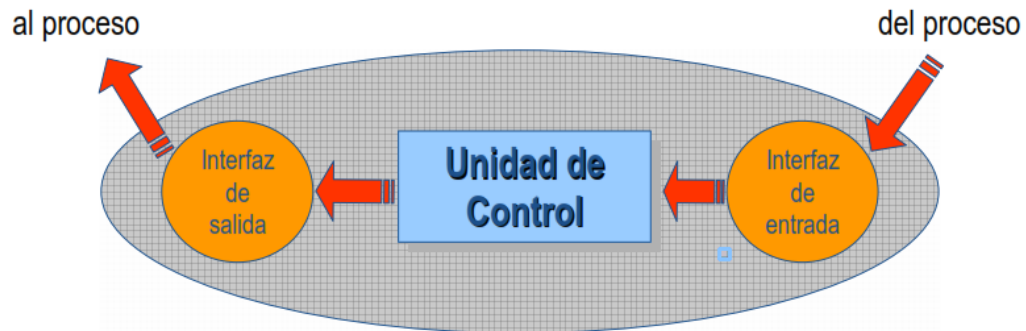 al proceso
del proceso
Interfaz
de
salida
Unidad de
Control
Interfaz
de
entrada